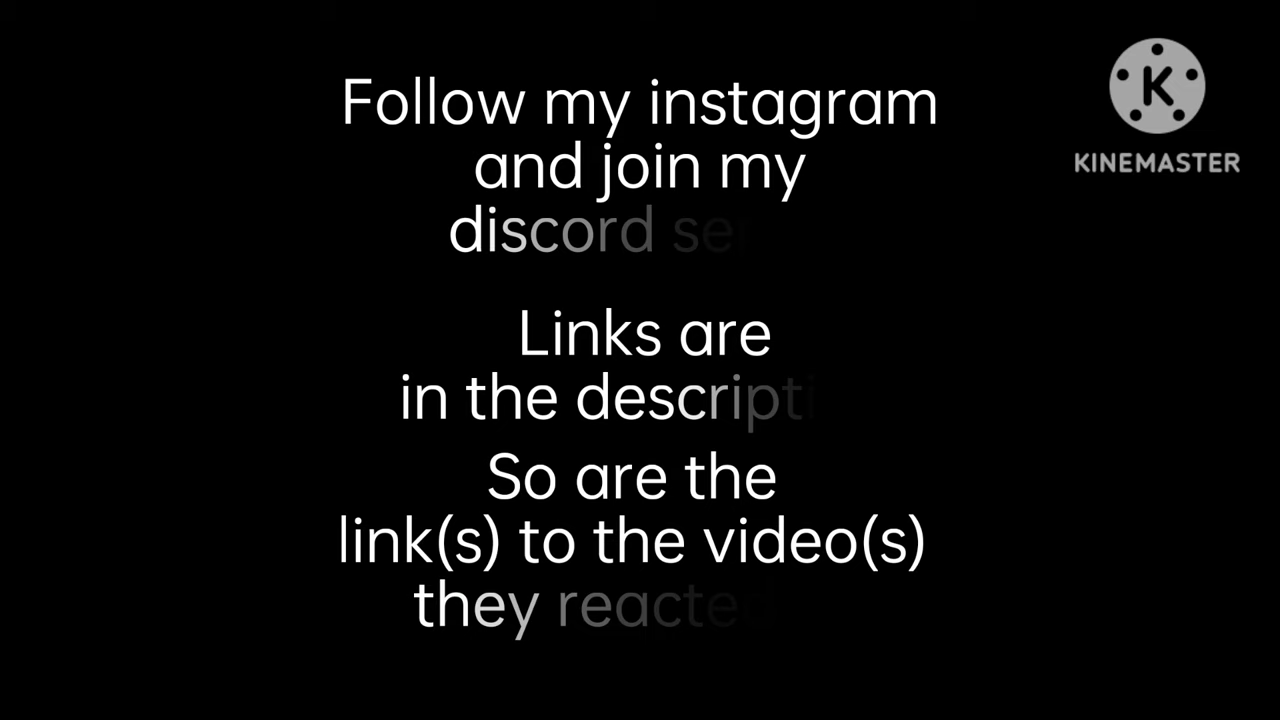 Follow my instagram
and join my
discord
Links are
in the
So are the
link(s) to the video(s)
they reacted
K
KINEMASTER